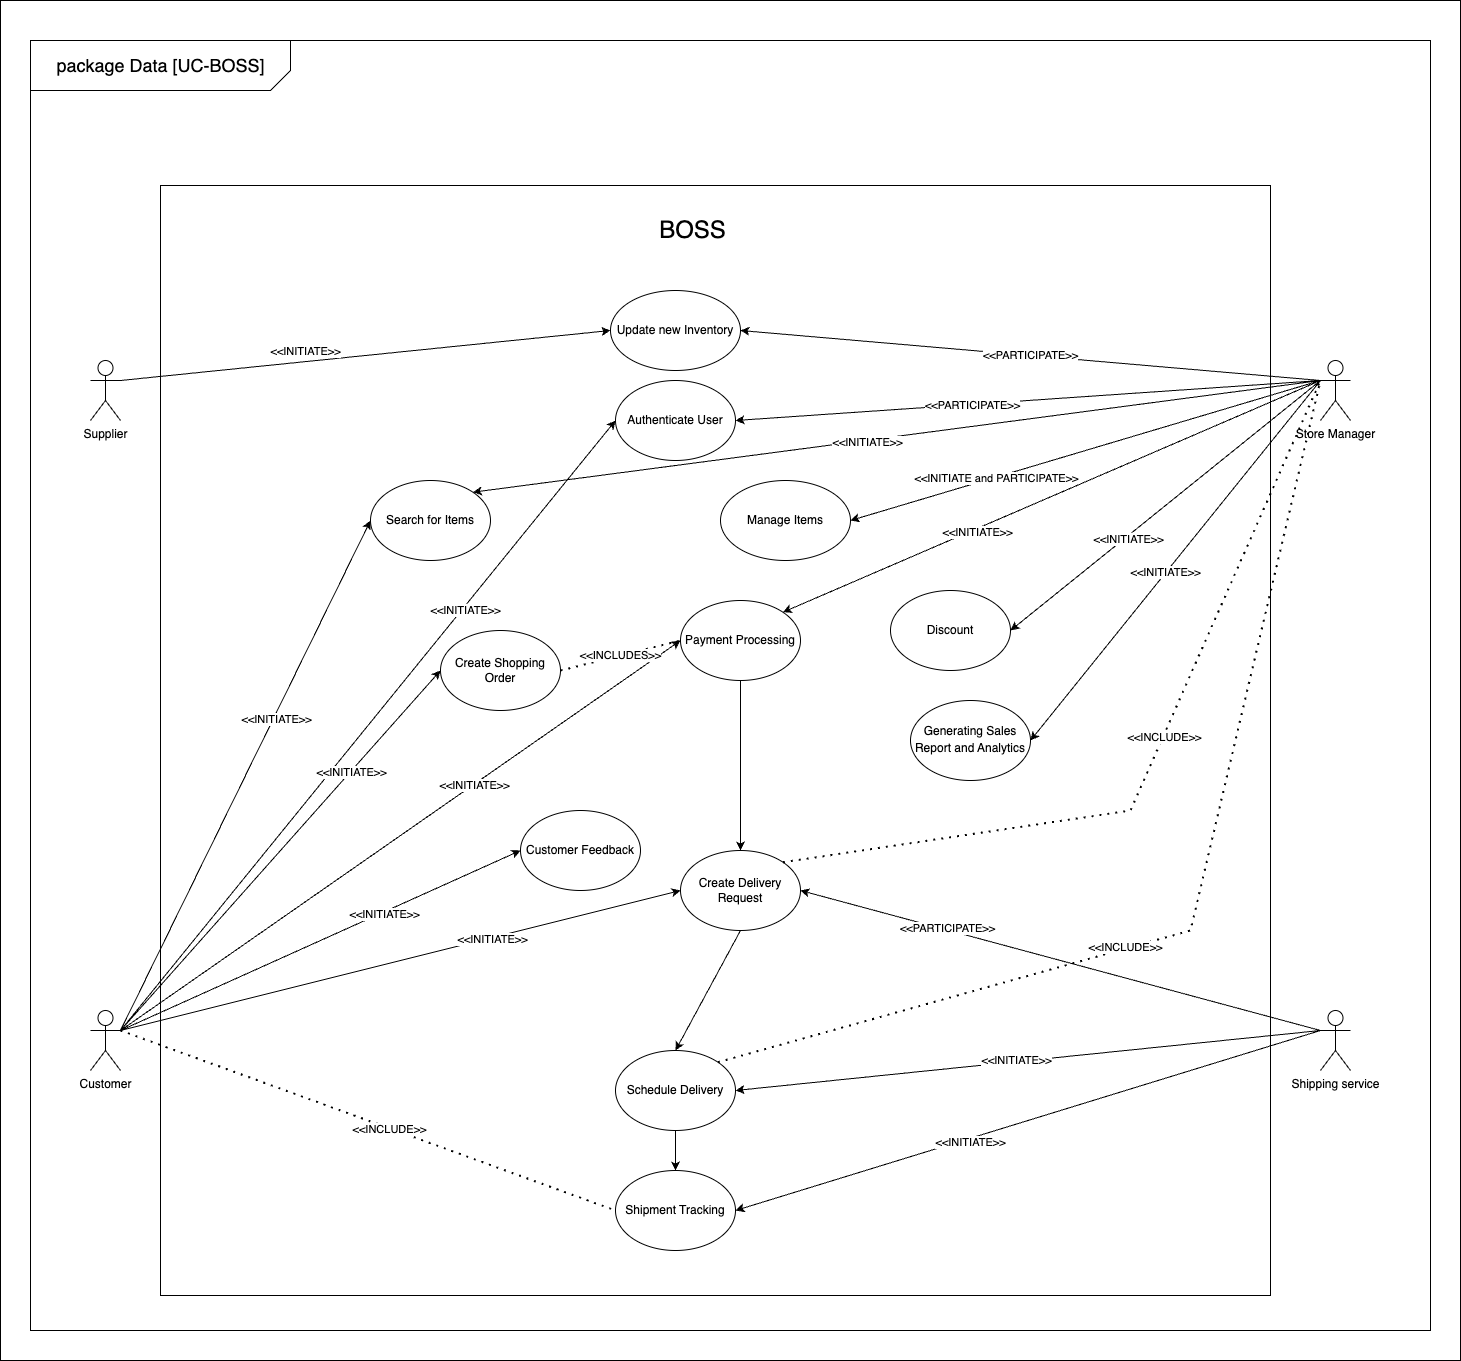 package Data [UC-BOSS]
BOSS
Update new Inventory
<<INITIATE>>
<<PARTICIPATE>>
Supplier
Authenticate User
<<PARTICIPATE>>
Store Manager
<<INITIATE>>
<<INITIATE and PARTICIPATE>>
Search for Items
Manage Items
<<INITIATE>>
<<INITIATE>>
<<INITIATE>>
<<INITIATE>>
Discount
Payment Processing
<<INCLUDES>>
Create Shopping
Order
<<INITIATE>>
Generating Sales
Report and Analytics
<<INCLUDE>>
<<INITIATE>>
<<INITIATE>>
Customer Feedback
Create Delivery
Request
<<INITIATE>>
<<PARTICIPATE>>
<<INITIATE>>
<<INCLUDE>>
<<INITIATE>>
Customer
Schedule Delivery
Shipping service
<<INCLUDE>>
<<INITIATE>>
Shipment Tracking